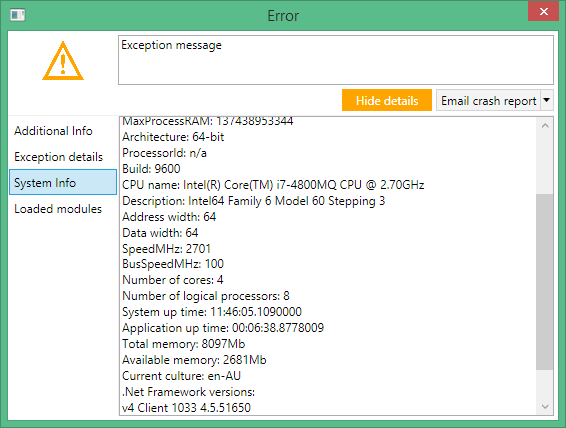 Error
Exception message
Hide details
Email crash report
Additional Info
Exception details
System Info
Loaded modules
MaxProcessRAM: 137438953344
Architecture: 64-bit
ProcessorId: n/a
Build: 9600
CPU name: Intel(R) Core(TM) i7-4800MQ CPU @ 2.70GHz
Description: Intel64 Family 6 Model 60 Stepping 3
Address width: 64
Data width: 64
SpeedMHz: 2701
BusSpeedMHz: 100
Number of cores: 4
Number of logical processors: 8
System up time: 11:46:05.1090000
Application up time: 00:06:38.8778009
Total memory: 8097Mb
Available memory: 2681Mb
Current culture: en-AU
.Net Framework versions:
v4 Client 1033 4.5.51650